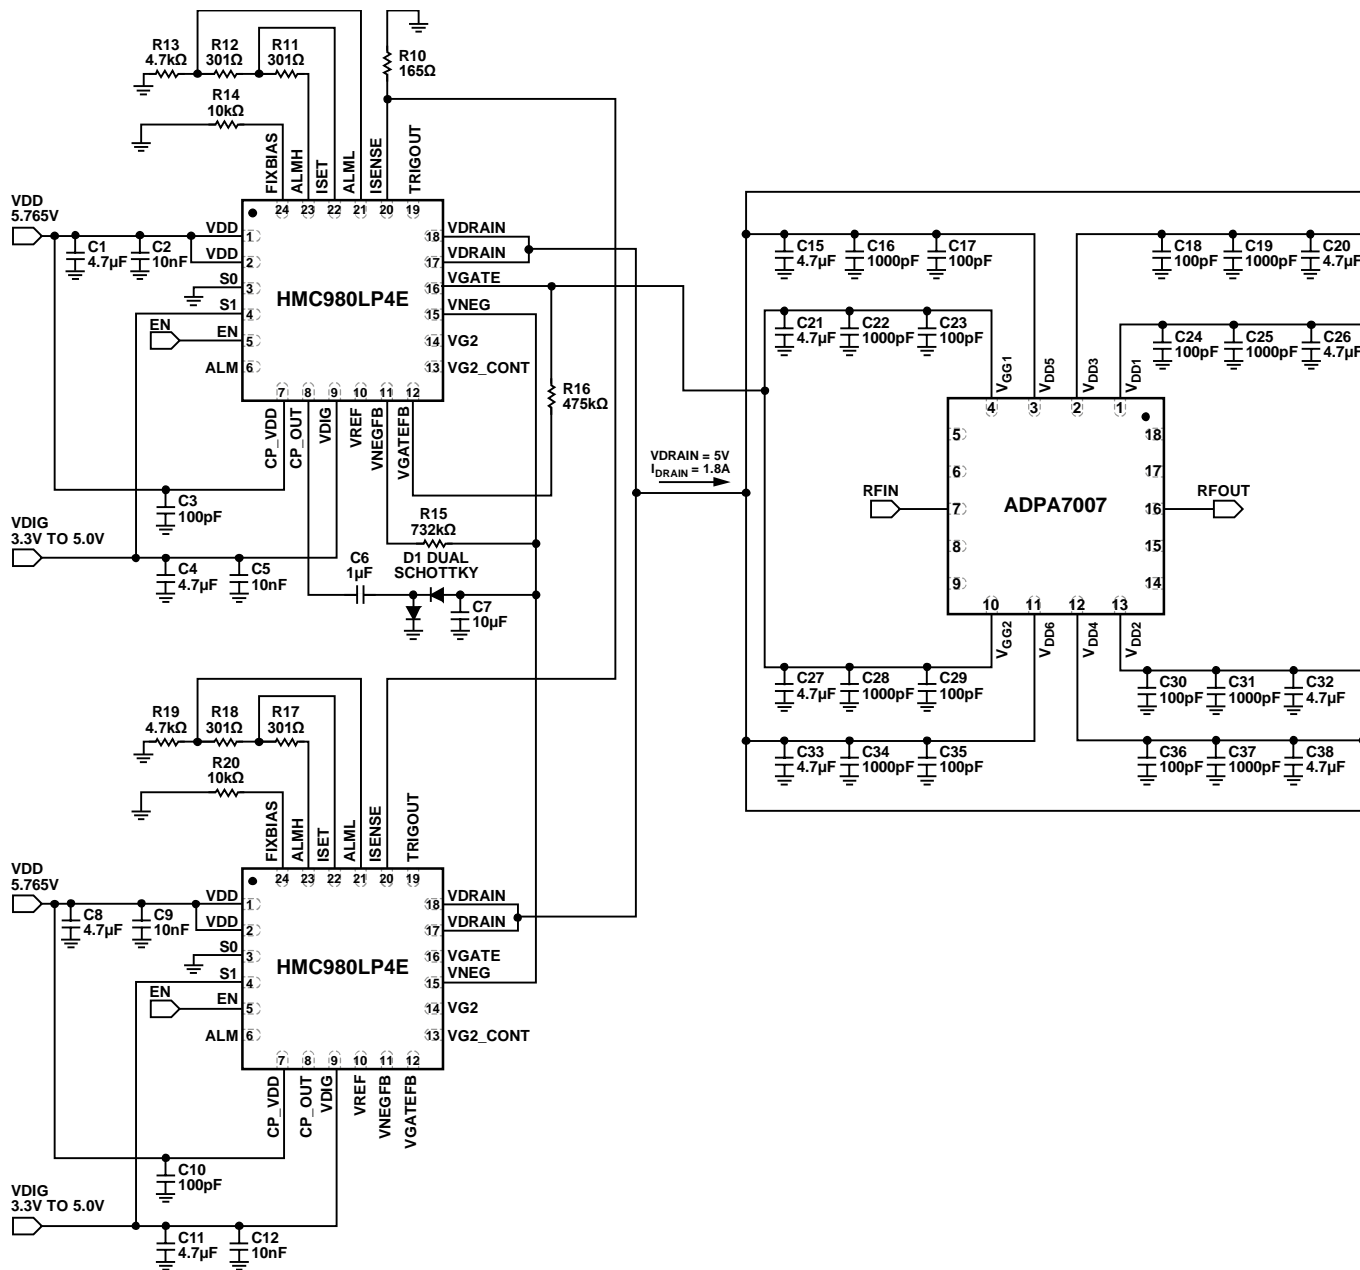 R13
4.7kΩ
R12
301Ω
R11
301Ω
R10
165Ω
R14
10kΩ
FIXBIAS
ALMH
ISET
ALML
ISENSE
TRIGOUT
24
23
22
21
20
19
VDD
5.765V
C1
4.7µF
C2
10nF
VDD
1
VDD
2
S0
3
S1
4
EN
EN
5
ALM
6
HMC980LP4E
18
VDRAIN
17
VDRAIN
16
VGATE
15
VNEG
14
VG2
13
VG2_CONT
7
8
9
10
11
12
CP_VDD
CP_OUT
VDIG
VREF
VNEGFB
VGATEFB
R16
475kΩ
C3
100pF
VDIG
3.3V TO 5.0V
C4
4.7µF
C5
10nF
R15
732kΩ
D1 DUAL
SCHOTTKY
C6
1µF
C7
10µF
VDRAIN = 5V
IDRAIN = 1.8A
C15
4.7µF
C16
1000pF
C17
100pF
C18
100pF
C19
1000pF
C20
4.7µF
C21
4.7µF
C22
1000pF
C23
100pF
C24
100pF
C25
1000pF
C26
4.7µF
VGG1
VDD5
VDD3
VDD1
4
3
2
1
5
6
7
8
9
18
17
16
15
14
RFIN
ADPA7007
RFOUT
10
11
12
13
VGG2
VDD6
VDD4
VDD2
C27
4.7µF
C28
1000pF
C29
100pF
C30
100pF
C31
1000pF
C32
4.7µF
C33
4.7µF
C34
1000pF
C35
100pF
C36
100pF
C37
1000pF
C38
4.7µF
R19
4.7kΩ
R18
301Ω
R17
301Ω
R20
10kΩ
FIXBIAS
ALMH
ISET
ALML
ISENSE
TRIGOUT
24
23
22
21
20
19
VDD
5.765V
C8
4.7µF
C9
10nF
VDD
1
VDD
2
S0
3
S1
4
EN
EN
5
ALM
6
HMC980LP4E
18
VDRAIN
17
VDRAIN
16
VGATE
15
VNEG
14
VG2
13
VG2_CONT
7
8
9
10
11
12
CP_VDD
CP_OUT
VDIG
VREF
VNEGFB
VGATEFB
C10
100pF
VDIG
3.3V TO 5.0V
C11
4.7µF
C12
10nF